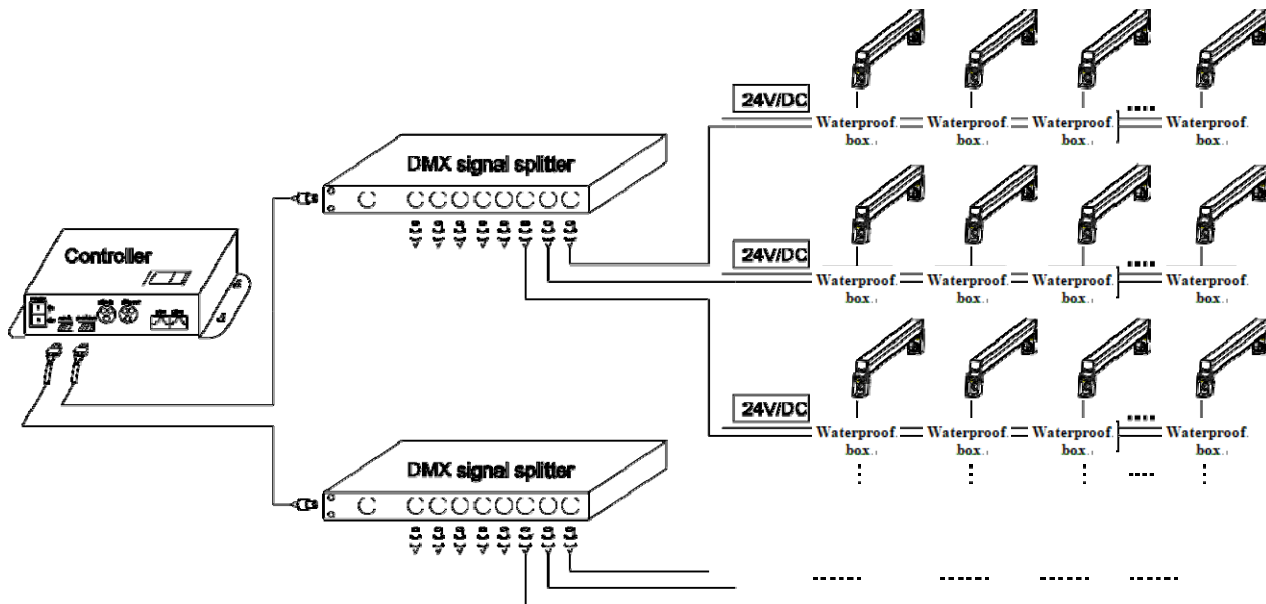 24V/DC
Waterproof. Waterproof. Waterproof. Waterproof.
box. box. box. box.
DMX signal splitter
Controller
24V/DC
Waterproof. Waterproof. Waterproof. Waterproof.
box. box. box. box.
24V/DC
Waterproof. Waterproof. Waterproof. Waterproof.
box. box. box. box.
DMX signal splitter